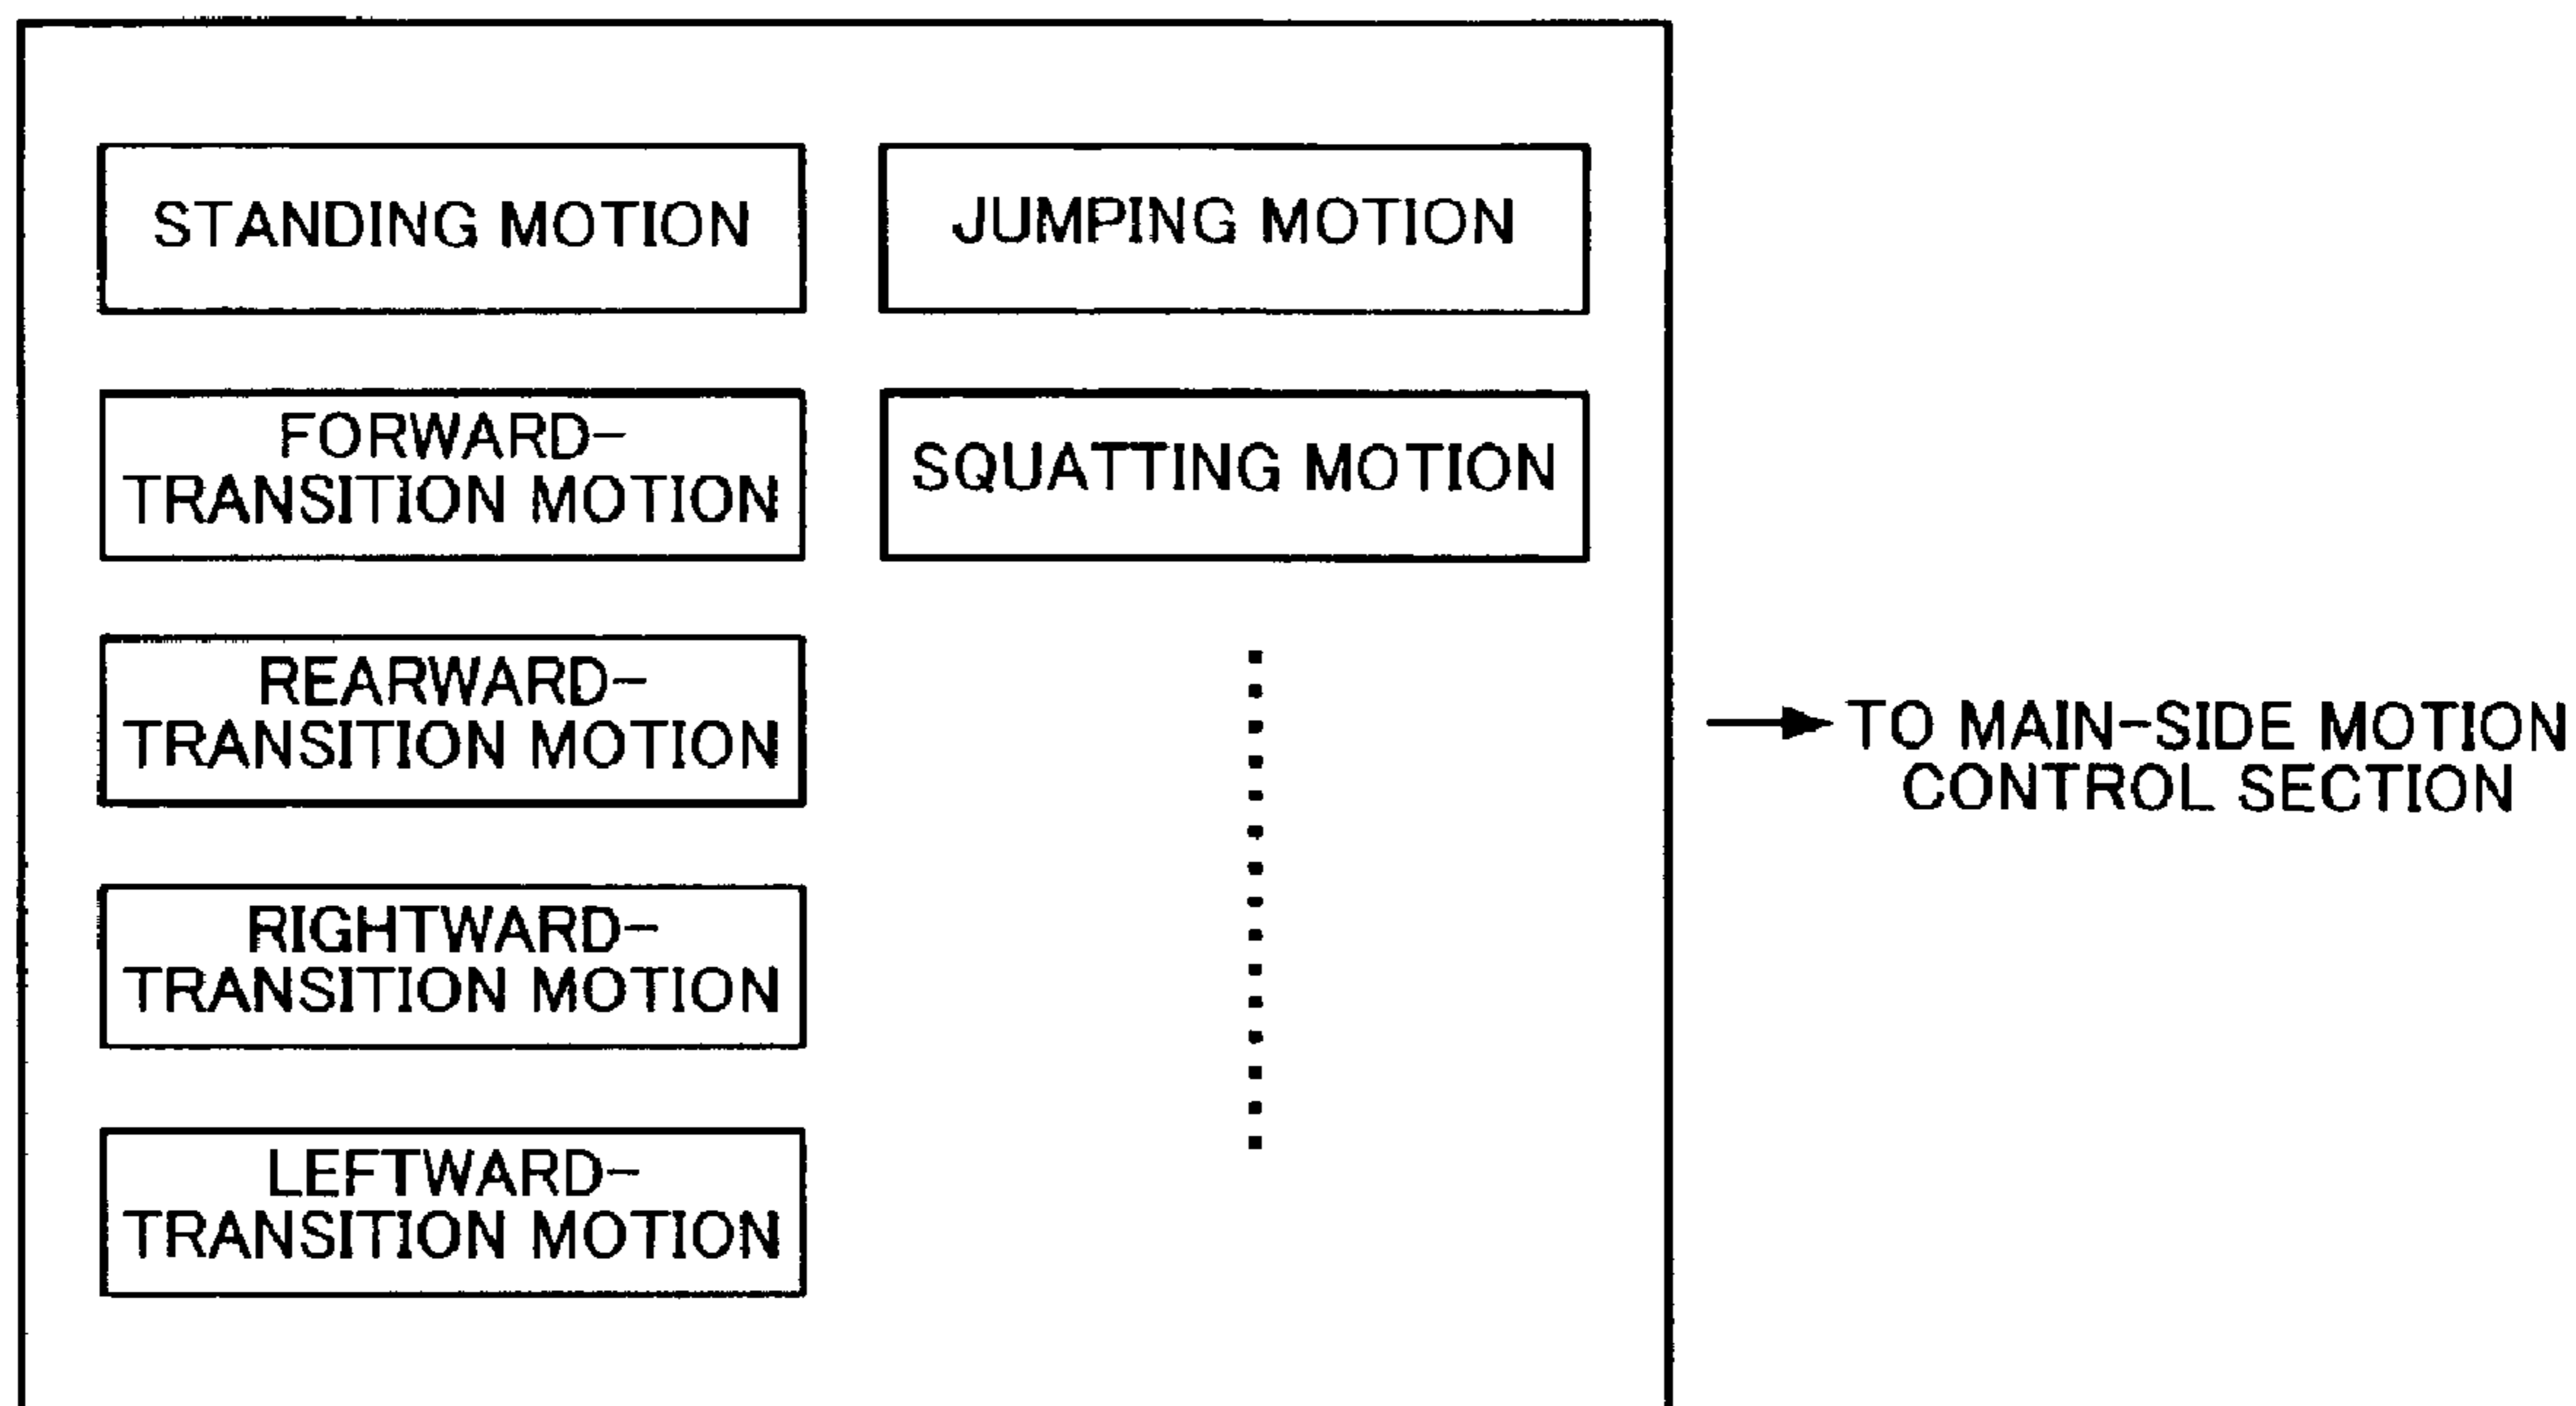 STANDING MOTION
FORWARD-
TRANSITION MOTION
REARWARD-
TRANSITION MOTION
RIGHTWARD-
TRANSITION MOTION
LEFTWARD-
TRANSITION MOTION
JUMPING MOTION
SQUATTING MOTION
TO MAIN-SIDE MOTION
CONTROL SECTION